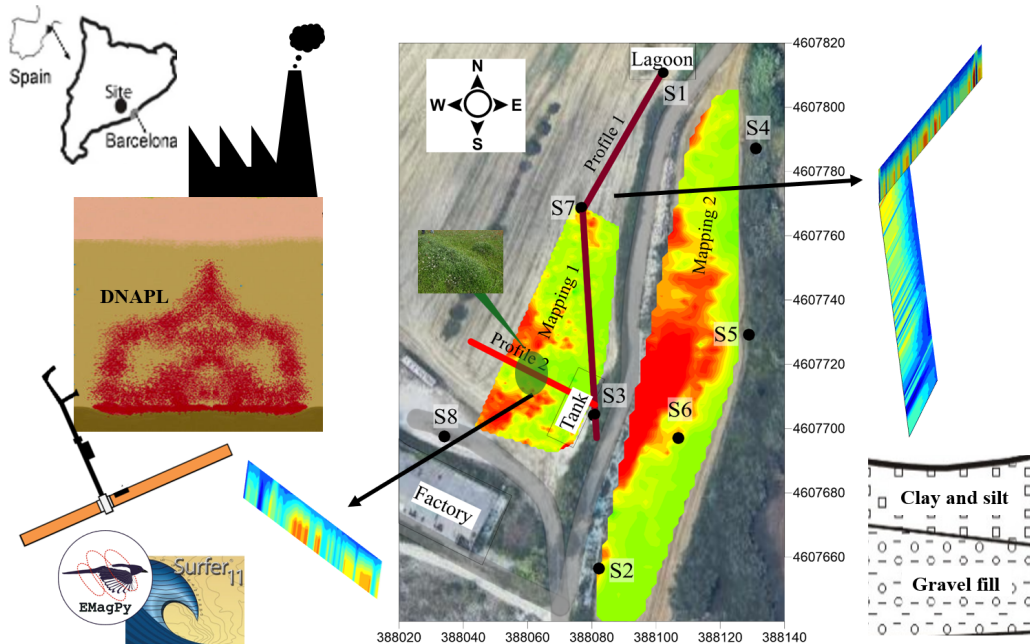 Spain
Site
Barcelona
DNAPL
EMagPy
Surfer
11
N
W
E
S
Lagoon
S1
Profile 1
S4
S7
Mapping 1
Mapping 2
Profile 2
S5
S3
Tank
S6
S8
Factory
S2
4607820
4607800
4607780
4607760
4607740
4607720
4607700
4607680
4607660
388020
388040
388060
388080
388100
388120
388140
Clay and silt
Gravel fill